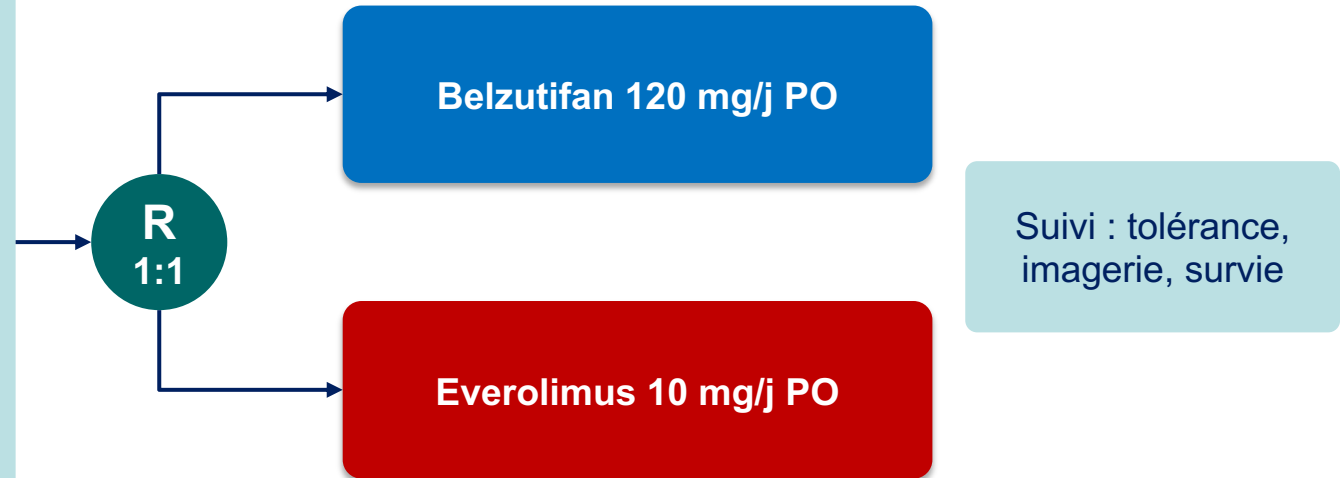 Belzutifan 120 mg/j PO
R
1:1
Suivi : tolérance,
imagerie, survie
Everolimus 10 mg/j PO